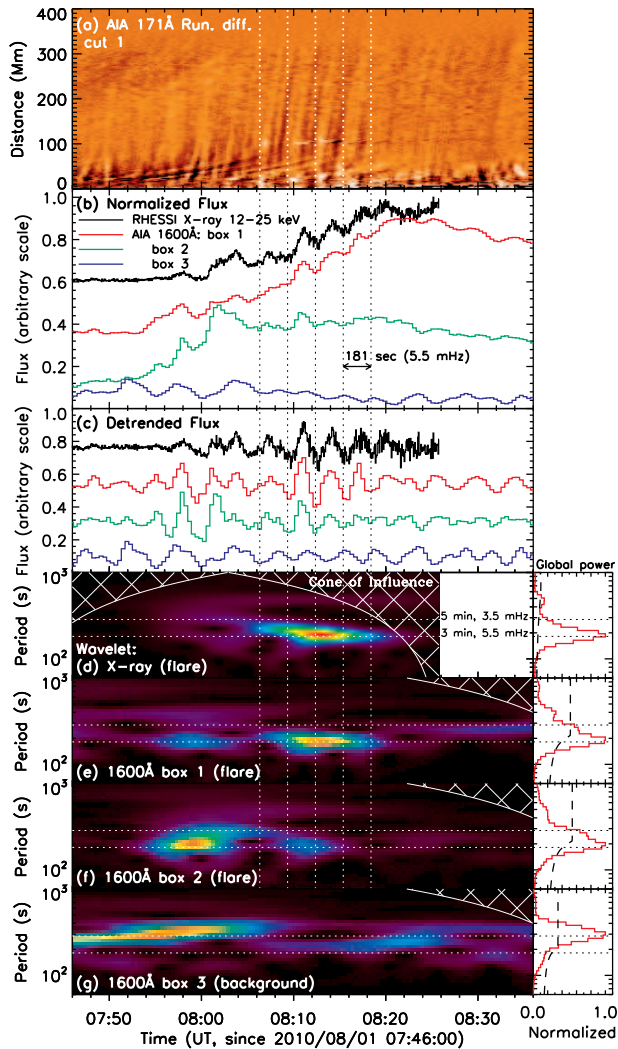 (a) AIA 171Å Run. diff.
cut 1
400
300
200
100
0
Distance (Mm)
(b) Normalized Flux
RHESSI X-ray 12-25 keV
AIA 1600Å: box 1
box 2
box 3
1.0
0.8
0.6
0.4
0.2
Flux (arbitrary scale)
181 sec (5.5 mHz)
(c) Detrended Flux
1.0
0.8
0.6
0.4
0.2
Flux (arbitrary scale)
Global power
10³
10²
Period (s)
Cone of Influence
5 min, 3.5 mHz
3 min, 5.5 mHz
Wavelet:
(d) X-ray (flare)
10³
10²
Period (s)
(e) 1600Å box 1 (flare)
10³
10²
Period (s)
(f) 1600Å box 2 (flare)
10³
10²
Period (s)
(g) 1600Å box 3 (background)
07:50 08:00 08:10 08:20 08:30
Time (UT, since 2010/08/01 07:46:00)
0.0 1.0
Normalized